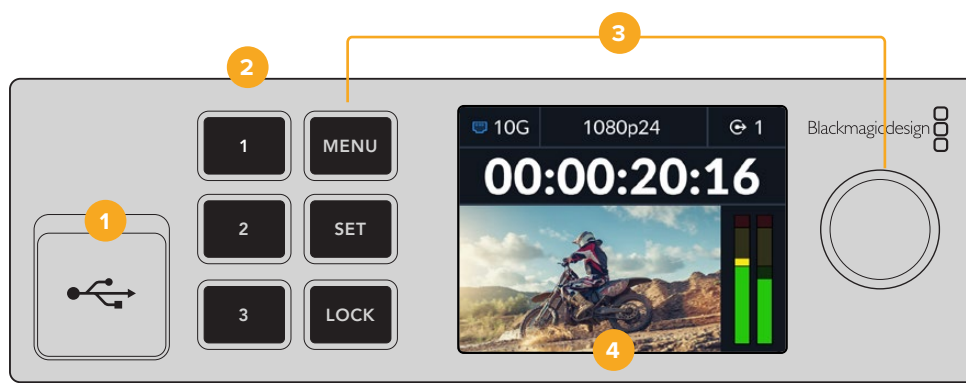 3
2
1 MENU
10G 1080p24 1
Blackmagicdesign
00:00:20:16
1
2 SET
3 LOCK
4